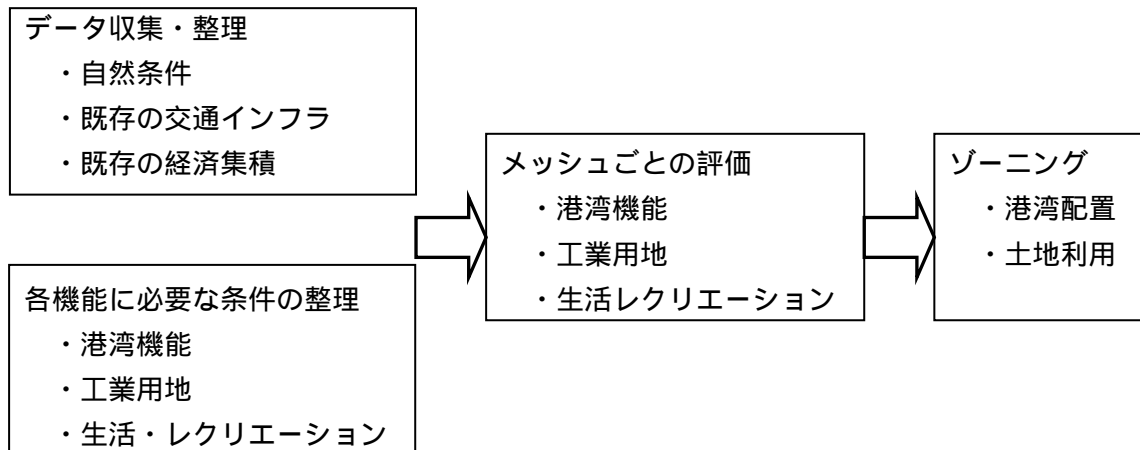 データ収集・整理
・自然条件
・既存の交通インフラ
・既存の経済集積
各機能に必要な条件の整理
・港湾機能
・工業用地
・生活・レクリエーション
メッシュごとの評価
・港湾機能
・工業用地
・生活レクリエーション
ゾーニング
・港湾配置
・土地利用